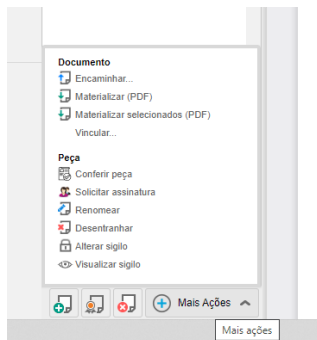 Documento
Encaminhar...
Materializar (PDF)
Materializar selecionados (PDF)
Vincular...
Peça
Conferir peça
Solicitar assinatura
Renomear
Desentranhar
Alterar sigilo
Visualizar sigilo
Mais Ações
Mais ações